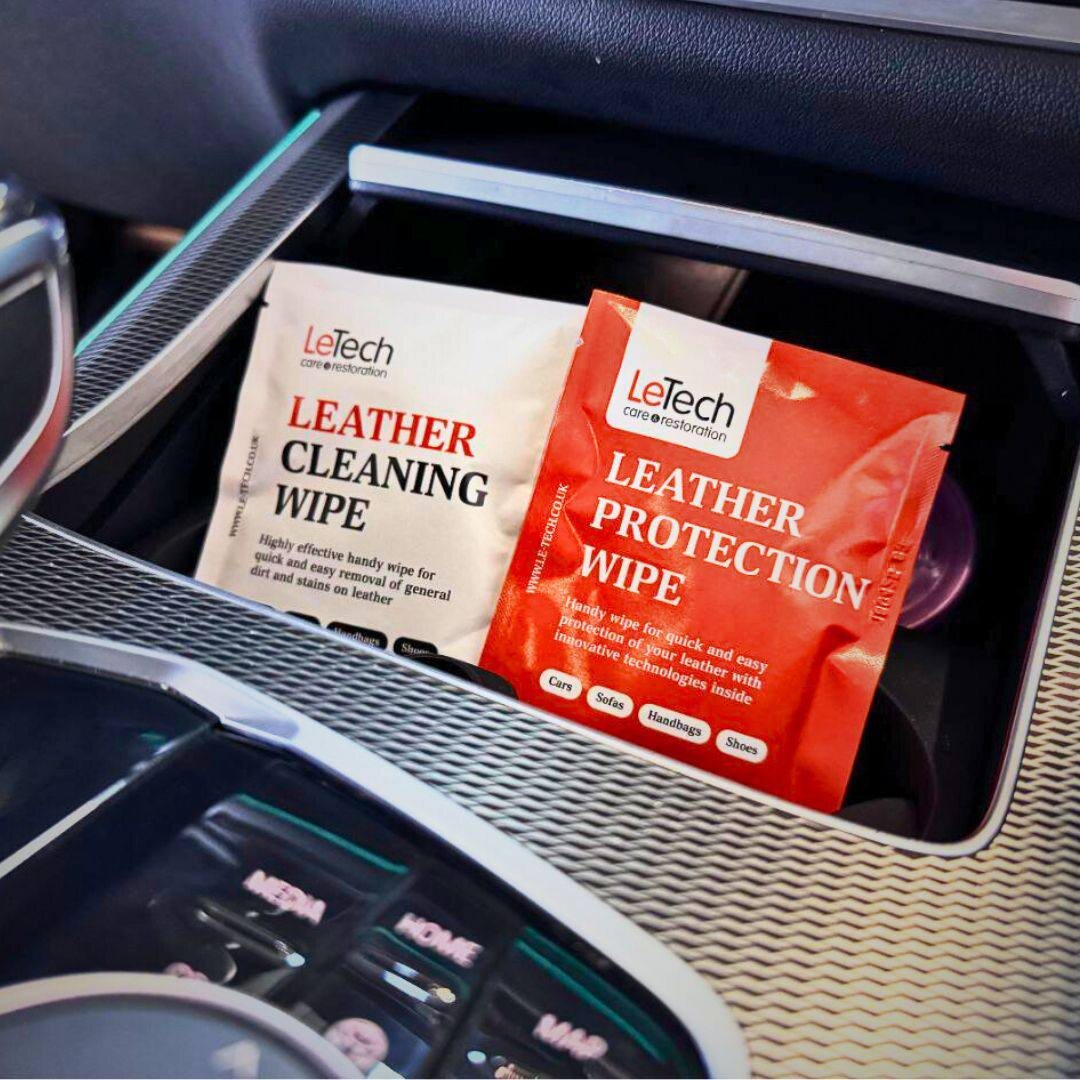 LeTech
care & restoration
LEATHER
CLEANING
WIPE
Highly effective handy wipe for
quick and easy removal of general
dirt and stains on leather
Handbags
Shoes
WWW.LE-TECH.CO.UK
LeTech
care & restoration
LEATHER
PROTECTION
WIPE
Handy wipe for quick and easy
protection of your leather with
innovative technologies inside
Cars
Sofas
Handbags
Shoes
WWW.LE-TECH.CO.UK
MEDIA
HOME
MAP